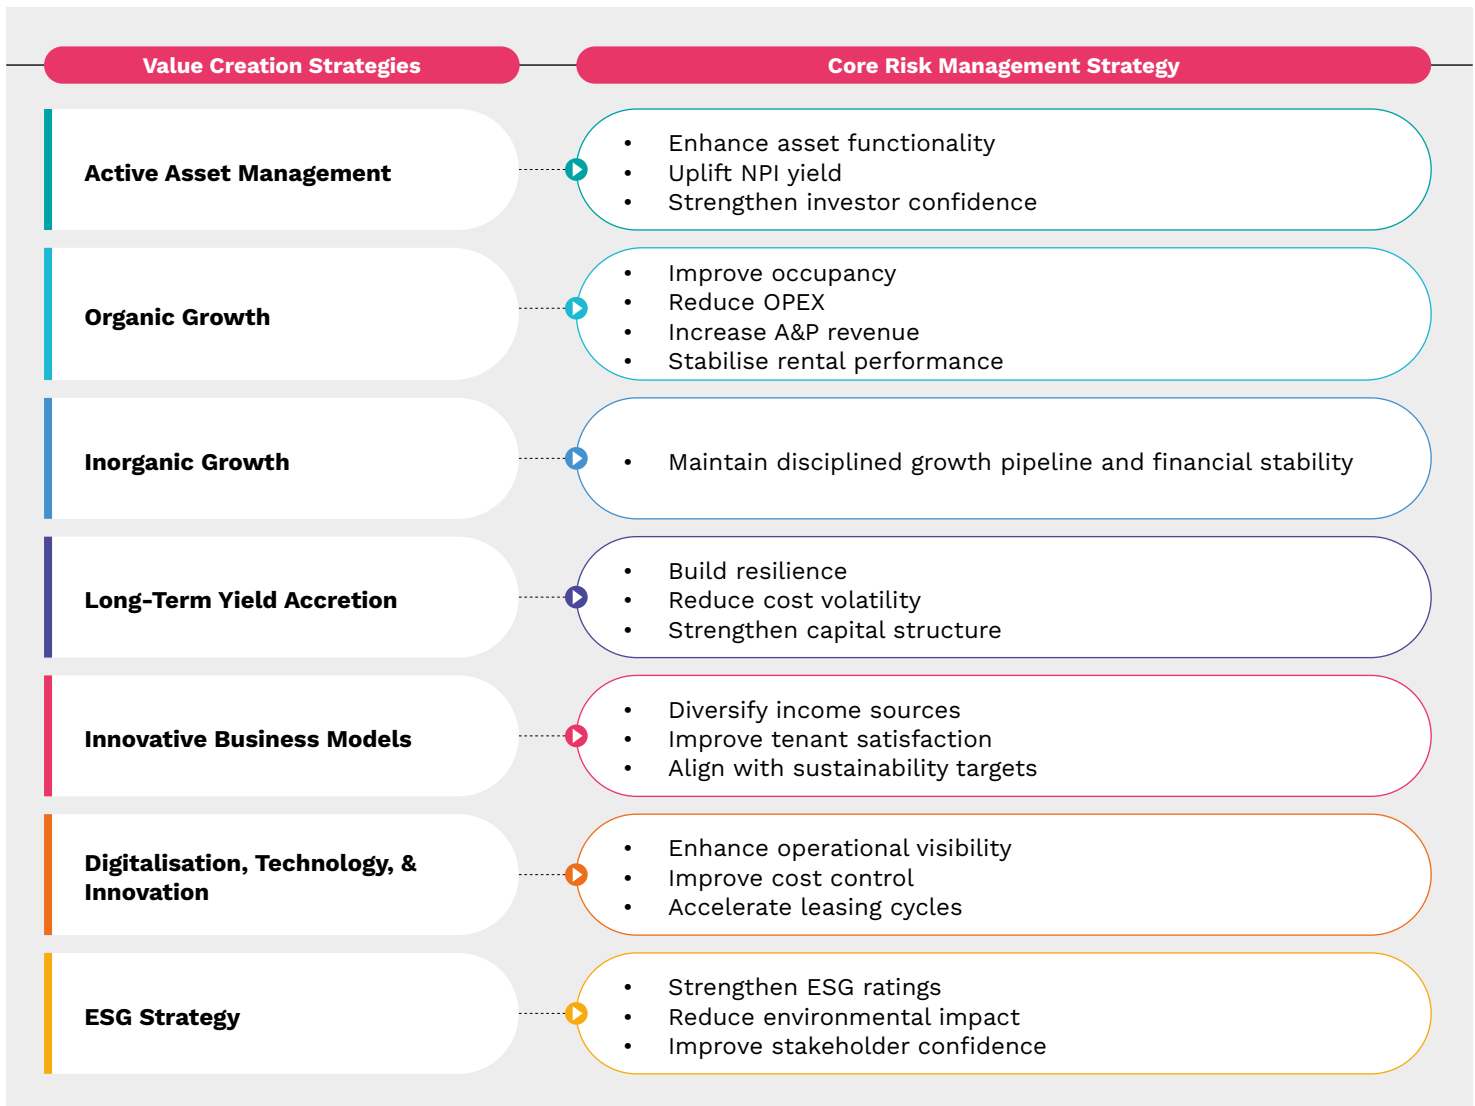 Value Creation Strategies
Core Risk Management Strategy
Active Asset Management
• Enhance asset functionality
• Uplift NPI yield
• Strengthen investor confidence
Organic Growth
• Improve occupancy
• Reduce OPEX
• Increase A&P revenue
• Stabilise rental performance
Inorganic Growth
• Maintain disciplined growth pipeline and financial stability
Long-Term Yield Accretion
• Build resilience
• Reduce cost volatility
• Strengthen capital structure
Innovative Business Models
• Diversify income sources
• Improve tenant satisfaction
• Align with sustainability targets
Digitalisation, Technology, &
Innovation
• Enhance operational visibility
• Improve cost control
• Accelerate leasing cycles
ESG Strategy
• Strengthen ESG ratings
• Reduce environmental impact
• Improve stakeholder confidence